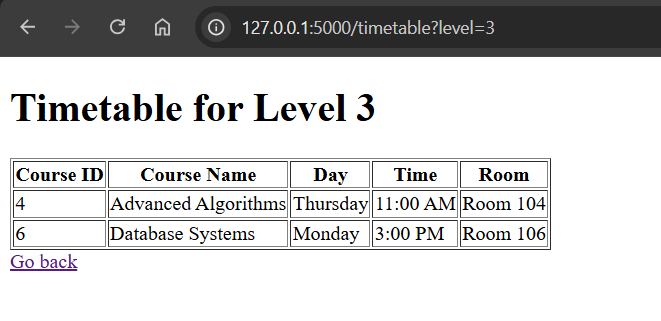 127.0.0.1:5000/timetable?level=3
Timetable for Level 3
Course ID Course Name Day Time Room
4 Advanced Algorithms Thursday 11:00 AM Room 104
6 Database Systems Monday 3:00 PM Room 106
Go back